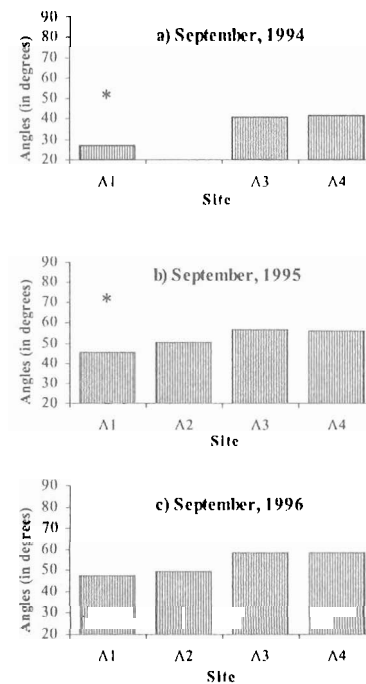 a) September, 1994
Angles (in degrees)
90
80
70
60
50
40
30
20
*
A1
A3
A4
Site
b) September, 1995
Angles (in degrees)
90
80
70
60
50
40
30
20
*
A1
A2
A3
A4
Site
c) September, 1996
Angles (in degrees)
90
80
70
60
50
40
30
20
A1
A2
A3
A4
Site